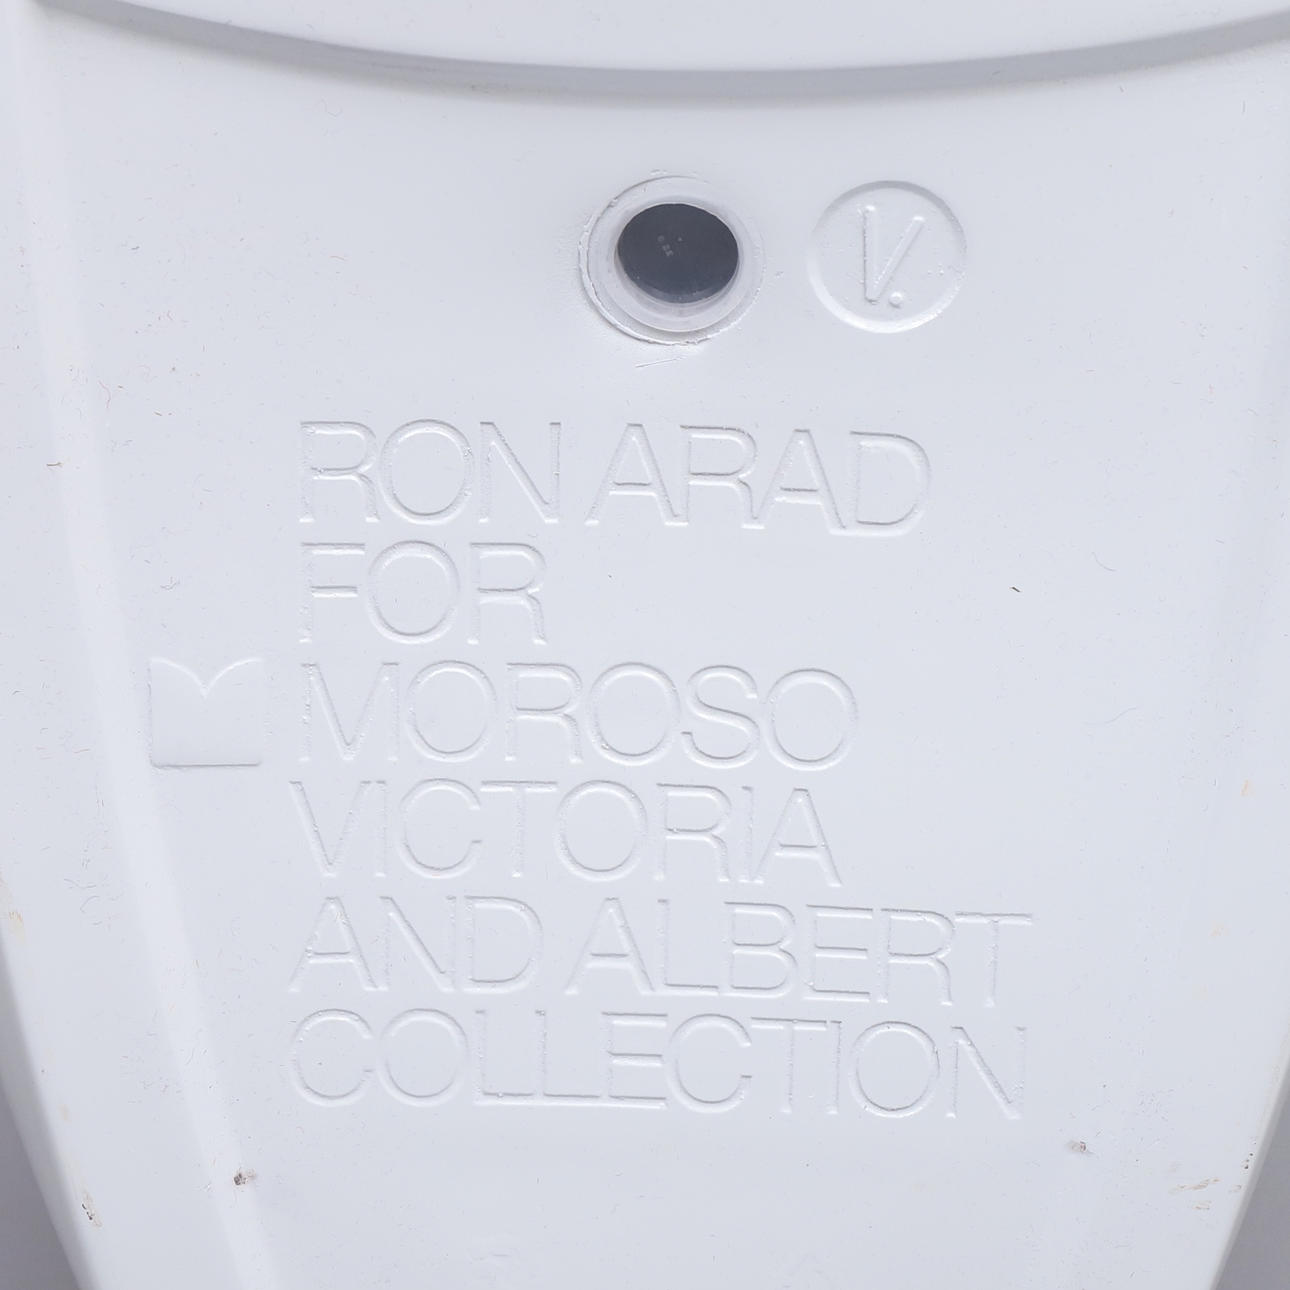 V.
RON ARAD
FOR
MOROSO
VICTORIA
AND ALBERT
COLLECTION